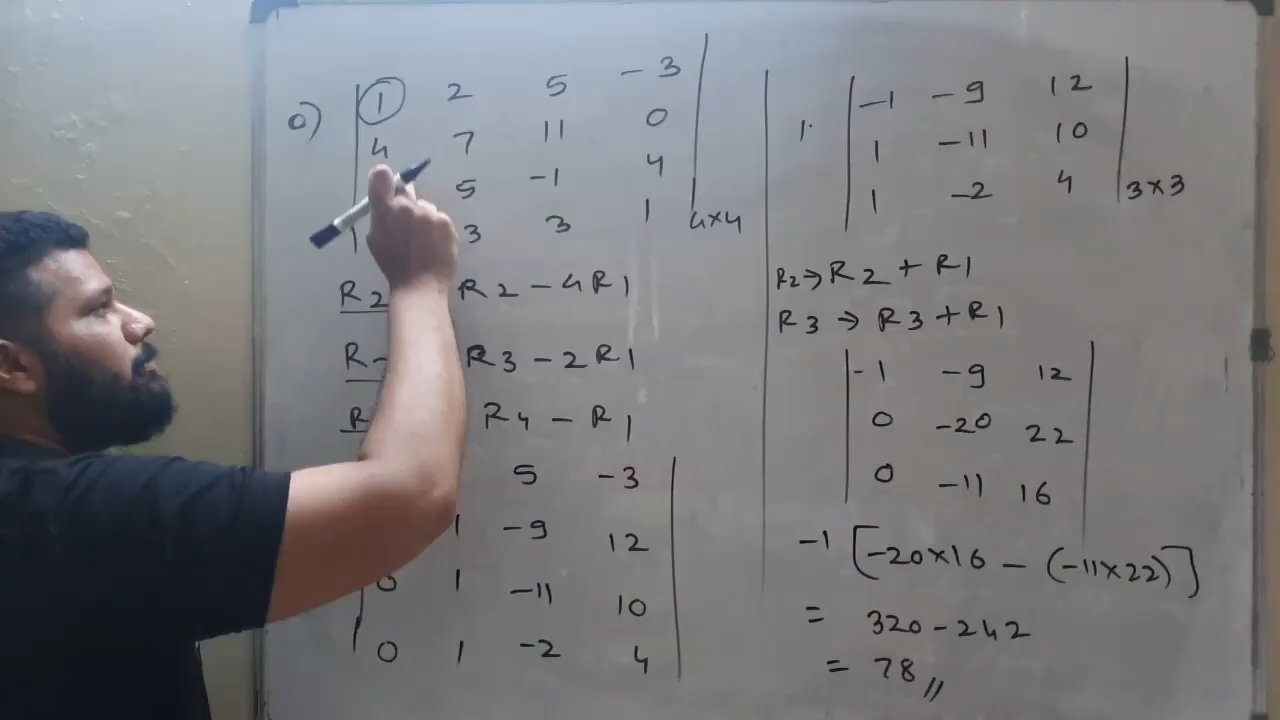 a) | 1 2 5 -3 |
4 7 11 0
5 -1 4
1 3 3 1 | 4×4
R2 R2 - 4R1
R3 - 2R1
R R4 - R1
5 -3
1 -9 12
0 1 -11 10
0 1 -2 4
1. | -1 -9 12 |
1 -11 10
1 -2 4 | 3×3
R2→R2 + R1
R3 → R3 + R1
| -1 -9 12 |
0 -20 22
0 -11 16
-1 [-20×16 - (-11×22)]
= 320 - 242
= 78 〃